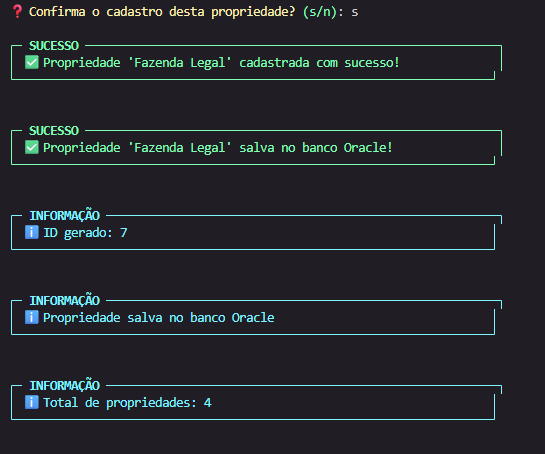 ❓ Confirma o cadastro desta propriedade? (s/n): s
SUCESSO
✅ Propriedade 'Fazenda Legal' cadastrada com sucesso!
SUCESSO
✅ Propriedade 'Fazenda Legal' salva no banco Oracle!
INFORMAÇÃO
ℹ️ ID gerado: 7
INFORMAÇÃO
ℹ️ Propriedade salva no banco Oracle
INFORMAÇÃO
ℹ️ Total de propriedades: 4